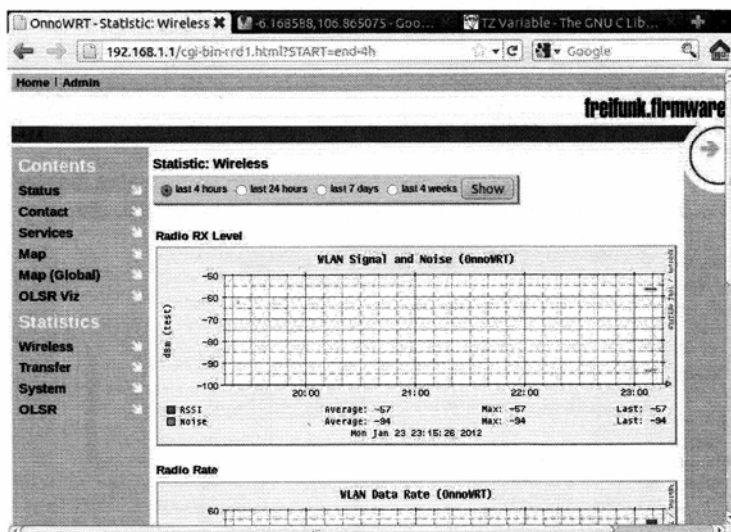 OnnoWRT - Statistic: Wireless
-6.168588,106.865075 - Goo...
TZ Variable - The GNU C Lib...
192.168.1.1/cgi-bin-rrd1.html?START=end-4h
Google
Home | Admin
freifunk.firmware
Contents
Status
Contact
Services
Map
Map (Global)
OLSR Viz
Statistics
Wireless
Transfer
System
OLSR
Statistic: Wireless
last 4 hours last 24 hours last 7 days last 4 weeks Show
Radio RX Level
WLAN Signal and Noise (OnnoWRT)
dBm (test)
-50
-60
-70
-80
-90
-100
20:00 21:00 22:00 23:00
RSSI Average: -57 Max: -57 Last: -57
Noise Average: -94 Max: -94 Last: -94
Mon Jan 23 23:15:26 2012
Radio Rate
WLAN Data Rate (OnnoWRT)
60